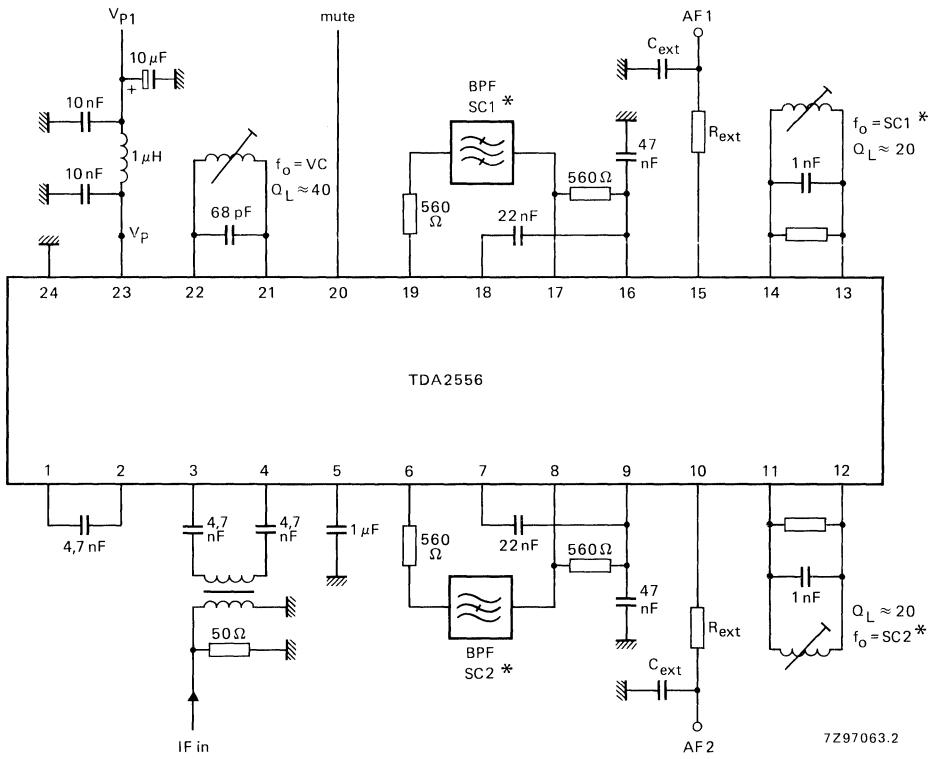 VP1
mute
AF1
10 μF
+
Cext
10 nF
BPF
SC1 *
1 μH
10 nF
fo = VC
QL ≈ 40
47
nF
Rext
fo = SC1 *
QL ≈ 20
1 nF
560 Ω
560
Ω
68 pF
22 nF
VP
24
23
22
21
20
19
18
17
16
15
14
13
TDA2556
1
2
3
4
5
6
7
8
9
10
11
12
4,7 nF
4,7
nF
4,7
nF
1 μF
560
Ω
22 nF
560 Ω
1 nF
47
nF
50 Ω
BPF
SC2 *
Rext
QL ≈ 20
fo = SC2 *
Cext
IF in
AF2
7Z97063.2